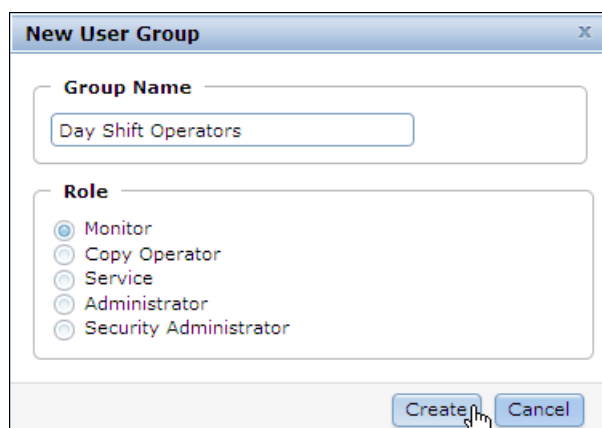 New User Group x
Group Name
Day Shift Operators
Role
Monitor
Copy Operator
Service
Administrator
Security Administrator
Create Cancel